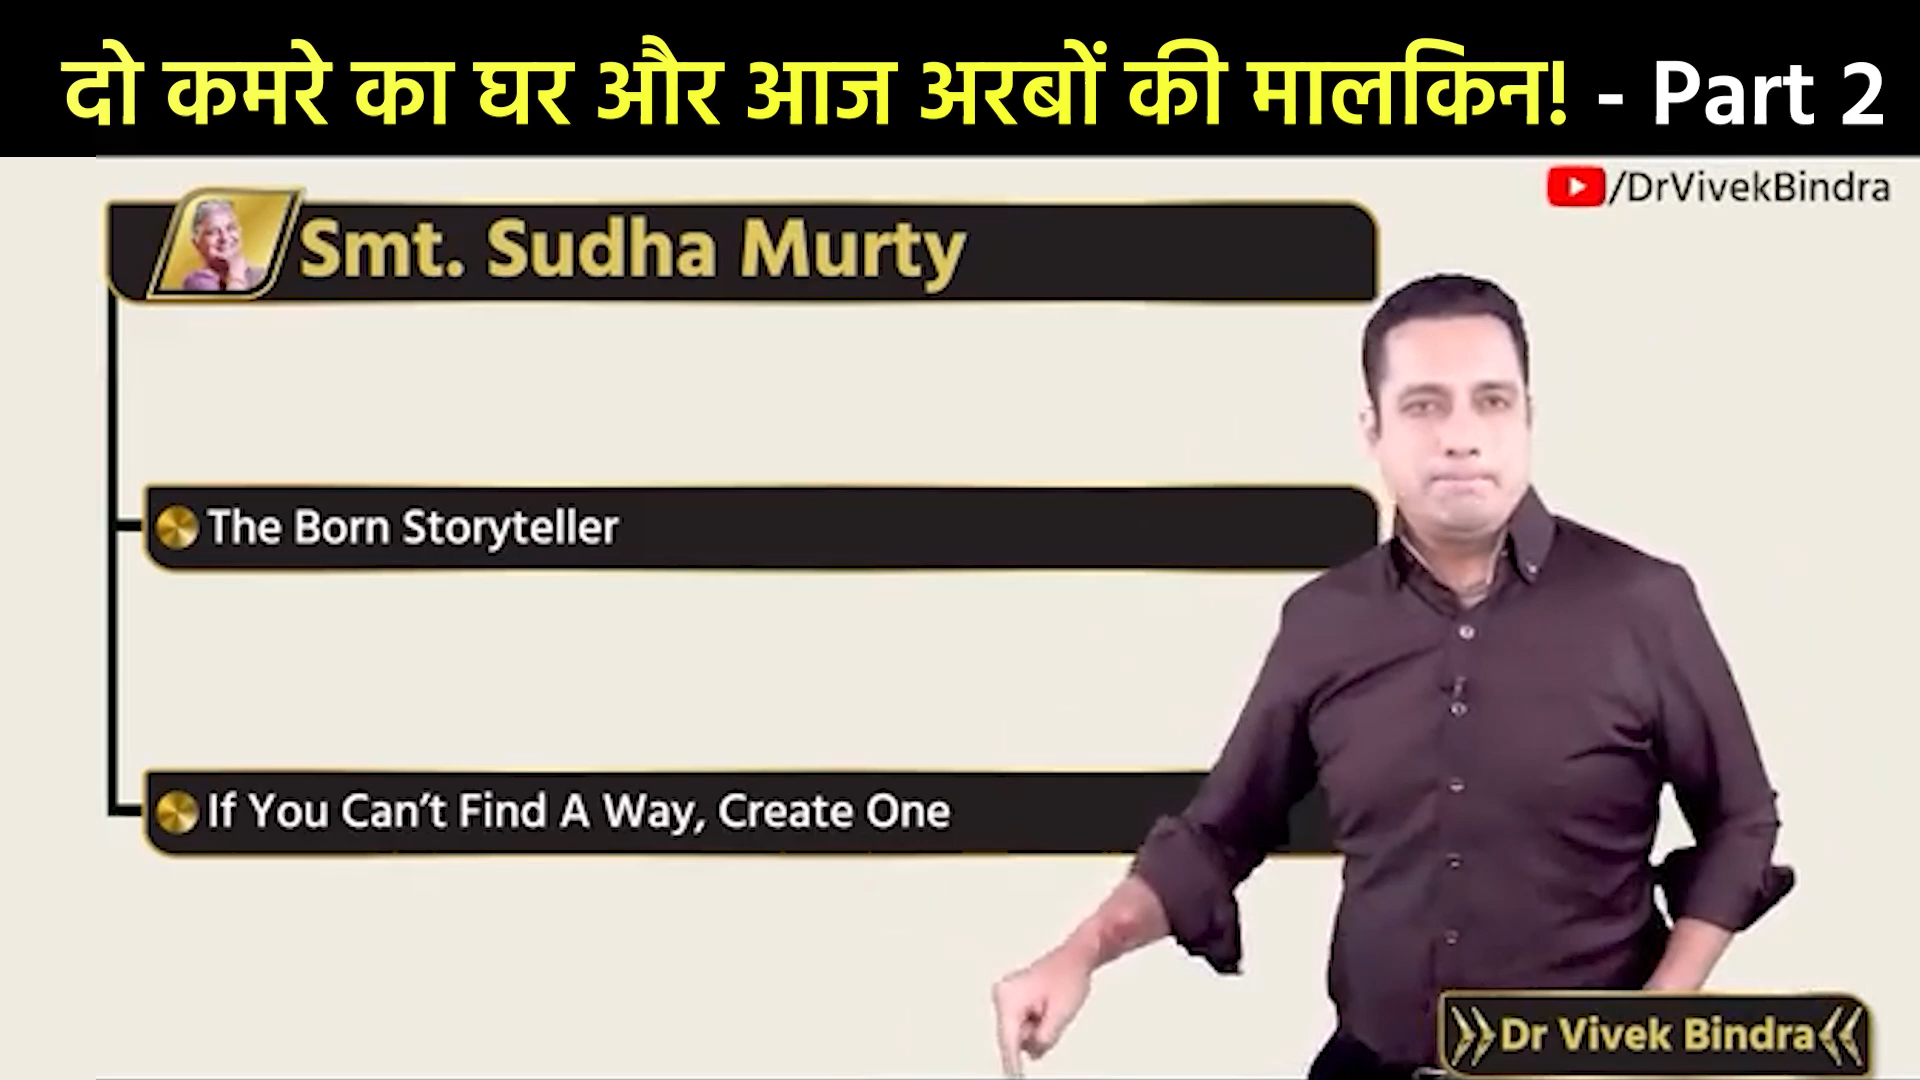 दो कमरे का घर और आज अरबों की मालकिन! - Part 2
/DrVivekBindra
Smt. Sudha Murty
The Born Storyteller
If You Can’t Find A Way, Create One
Dr Vivek Bindra